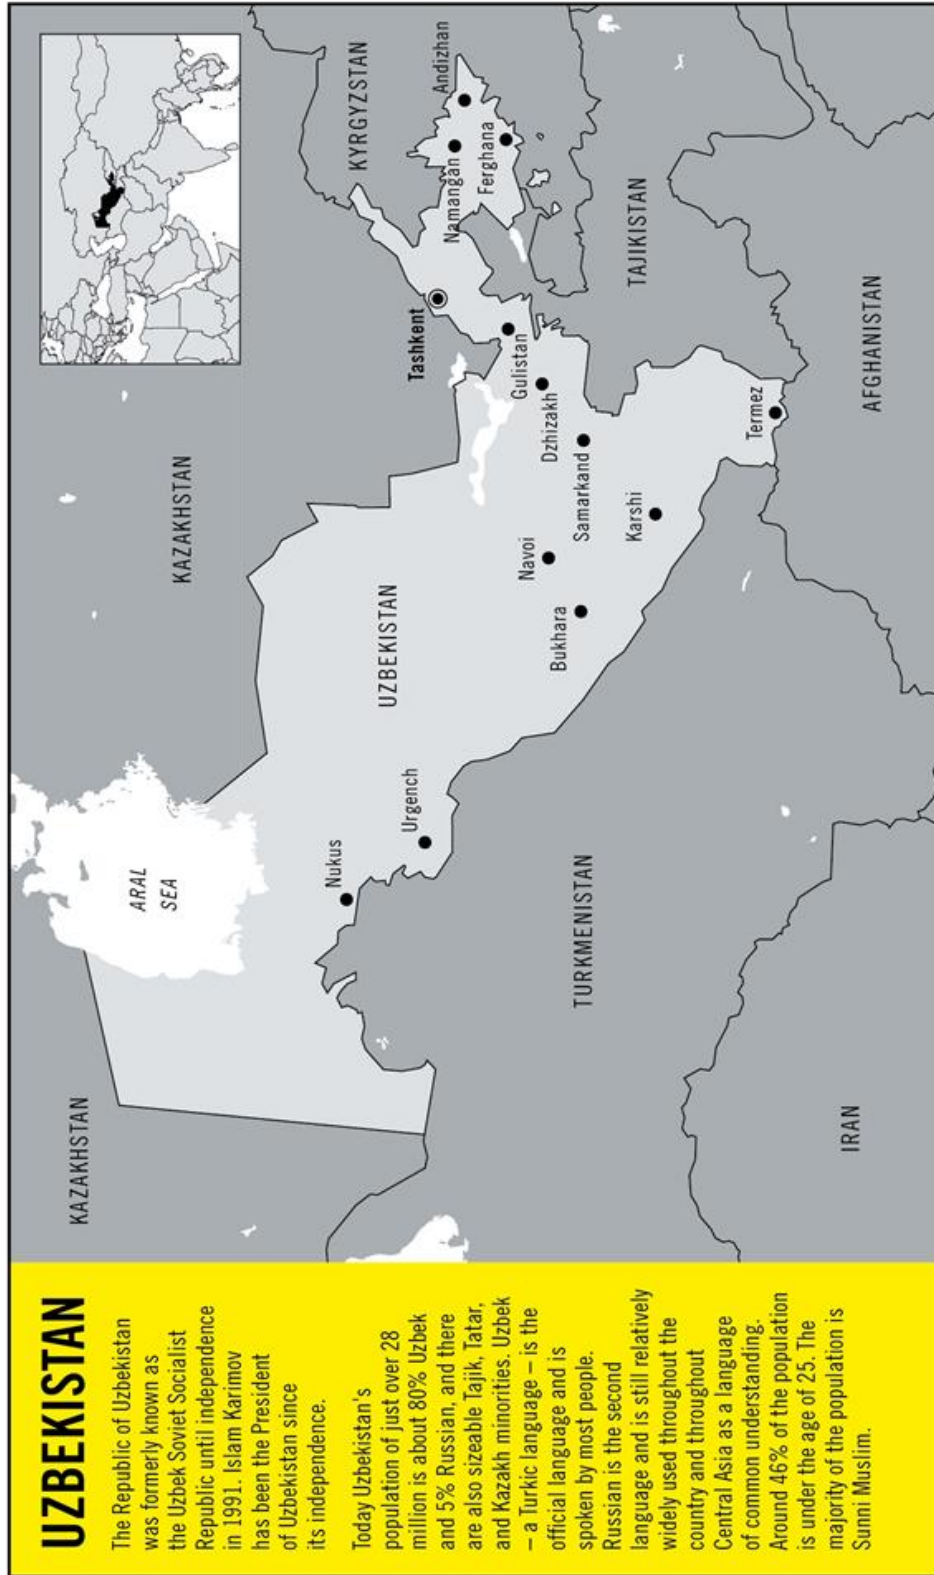 UZBEKISTAN
The Republic of Uzbekistan
was formerly known as
the Uzbek Soviet Socialist
Republic until independence
in 1991. Islam Karimov
has been the President
of Uzbekistan since
its independence.
Today Uzbekistan's
population of just over 28
million is about 80% Uzbek
and 5% Russian, and there
are also sizeable Tajik, Tatar,
and Kazakh minorities. Uzbek
– a Turkic language – is the
official language and is
spoken by most people.
Russian is the second
language and is still relatively
widely used throughout the
country and throughout
Central Asia as a language
of common understanding.
Around 46% of the population
is under the age of 25. The
majority of the population is
Sunni Muslim.
KAZAKHSTAN
ARAL
SEA
KAZAKHSTAN
KYRGYZSTAN
Andizhan
Namangan
Ferghana
Tashkent
Gulistan
Dzhizakh
Samarkand
Navoi
Bukhara
Karshi
Termez
UZBEKISTAN
Urgench
Nukus
TURKMENISTAN
TAJIKISTAN
AFGHANISTAN
IRAN